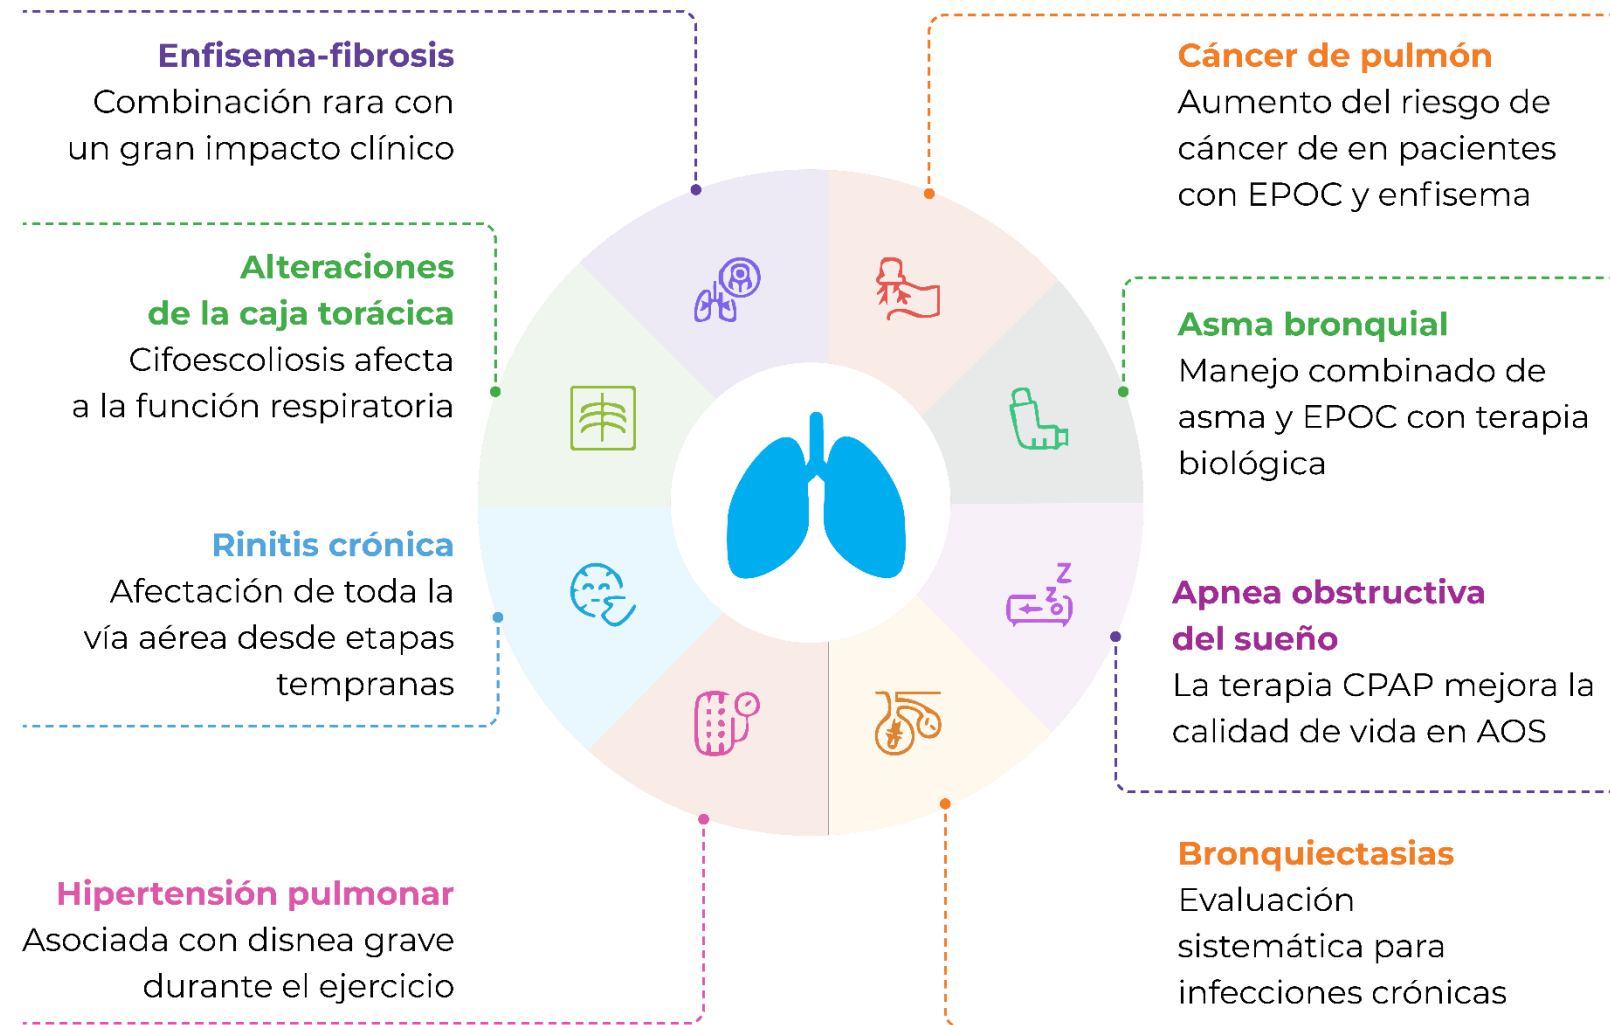 Enfisema-fibrosis
Combinación rara con
un gran impacto clínico
Alteraciones
de la caja torácica
Cifoescoliosis afecta
a la función respiratoria
Rinitis crónica
Afectación de toda la
vía aérea desde etapas
tempranas
Hipertensión pulmonar
Asociada con disnea grave
durante el ejercicio
Cáncer de pulmón
Aumento del riesgo de
cáncer de en pacientes
con EPOC y enfisema
Asma bronquial
Manejo combinado de
asma y EPOC con terapia
biológica
Z
z
Apnea obstructiva
del sueño
La terapia CPAP mejora la
calidad de vida en AOS
Bronquiectasias
Evaluación
sistemática para
infecciones crónicas